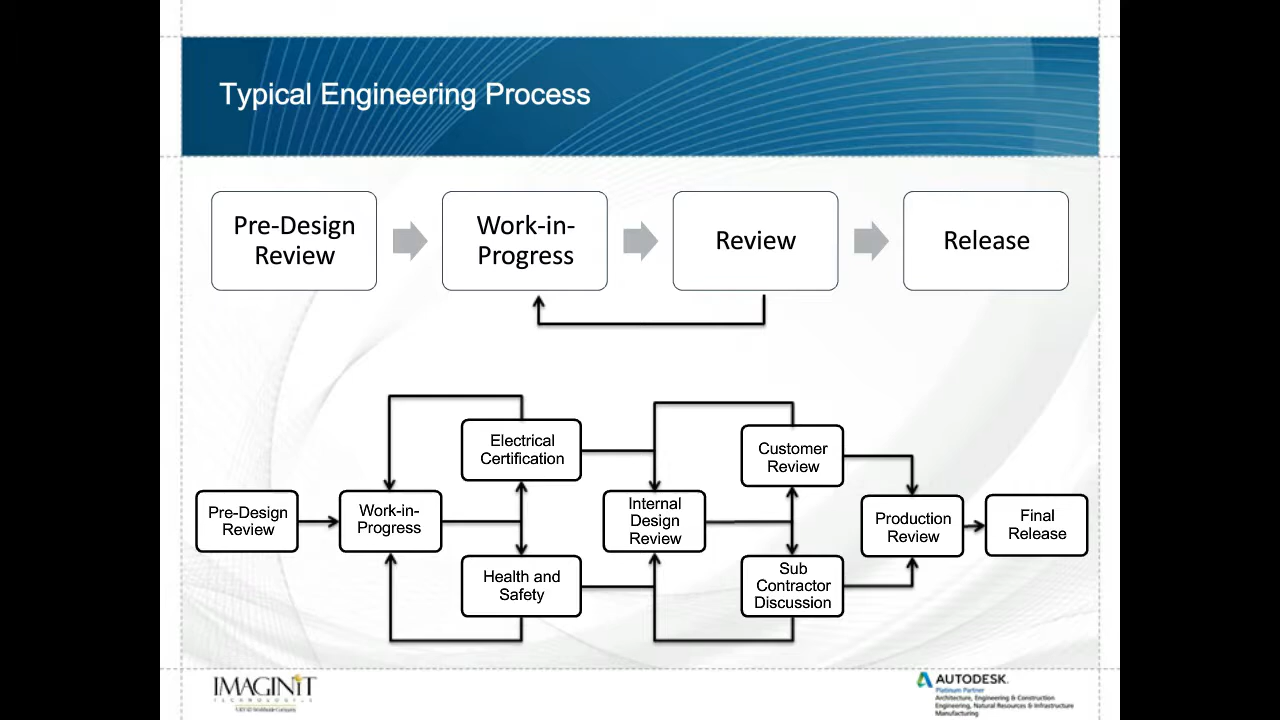 Typical Engineering Process
Pre-Design
Review
Work-in-
Progress
Review
Release
Electrical
Certification
Customer
Review
Pre-Design
Review
Work-in-
Progress
Internal
Design
Review
Production
Review
Final
Release
Health and
Safety
Sub
Contractor
Discussion
IMAGINiT
TECHNOLOGIES
AUTODESK.
Platinum Partner
Architecture, Engineering & Construction
Engineering, Natural Resources & Infrastructure
Manufacturing